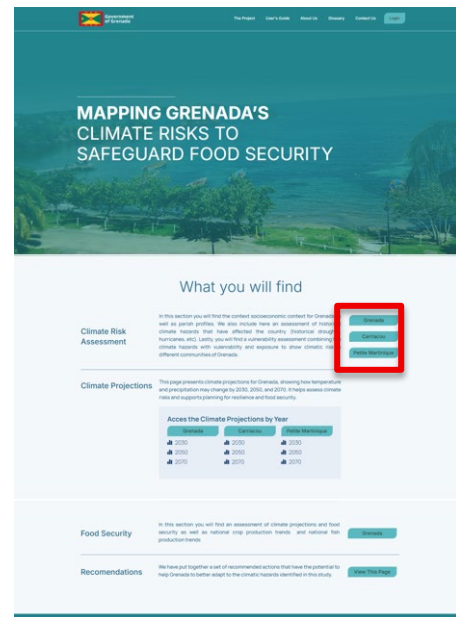 Government
of Grenada
The Project User's Guide About Us Glossary Contact Us Login
MAPPING GRENADA'S
CLIMATE RISKS TO
SAFEGUARD FOOD SECURITY
What you will find
Climate Risk
Assessment
In this section you will find the context socioeconomic context for Grenada
well as parish profiles. We also include here an assessment of
climate hazards that have affected the country (historical
hurricanes, etc). Lastly, you will find a vulnerability assessment combining
climate hazards with vulnerability and exposure to show climatic
different communities of Grenada.
Grenada
Carriacou
Petite Martinique
Climate Projections
This page presents climate projections for Grenada, showing how temperature
and precipitation may change by 2030, 2050, and 2070. It helps assess climate
risks and supports planning for resilience and food security.
Acces the Climate Projections by Year
Grenada Carriacou Petite Martinique
2030 2030 2030
2050 2050 2050
2070 2070 2070
Food Security
In this section you will find an assessment of climate projections and food
security as well as national crop production trends and national fish
production trends
Grenada
Recomendations
We have put together a set of recommended actions that have the potential to
help Grenada to better adapt to the climatic hazards identified in this study.
View This Page